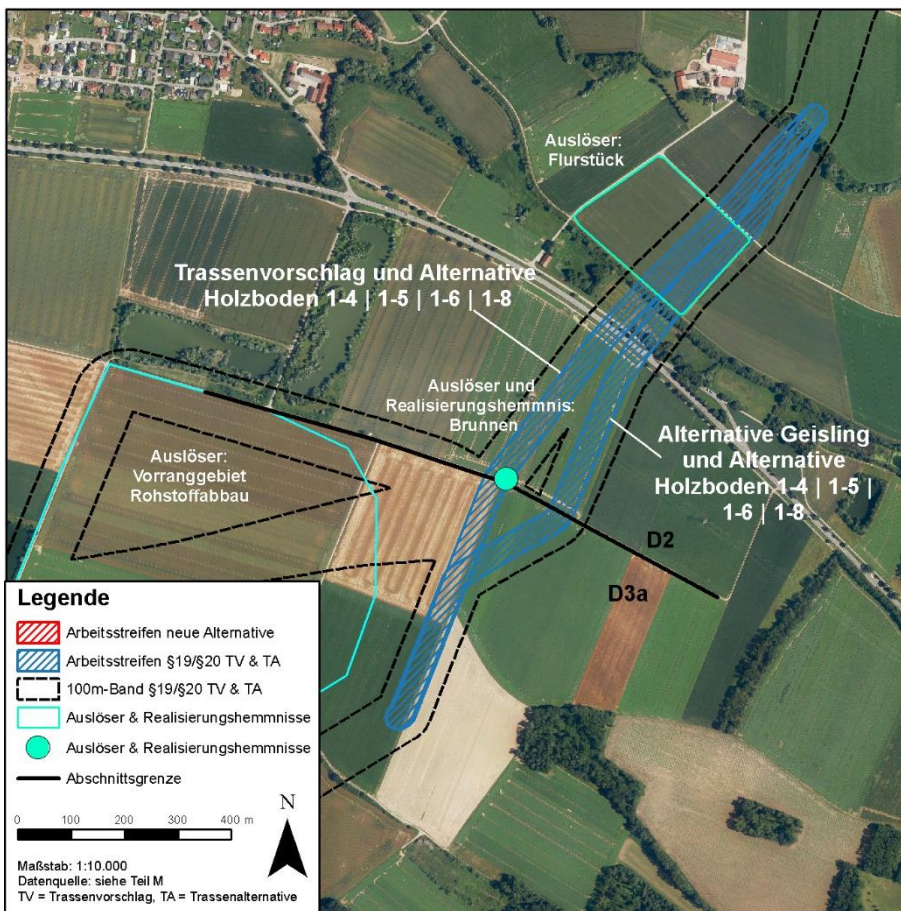 Auslöser:
Flurstück
Trassenvorschlag und Alternative
Holzboden 1-4 | 1-5 | 1-6 | 1-8
Auslöser und
Realisierungshemmnis:
Brunnen
Alternative Geisling
und Alternative
Holzboden 1-4 | 1-5 |
1-6 | 1-8
Auslöser:
Vorranggebiet
Rohstoffabbau
D2
D3a
Legende
Arbeitsstreifen neue Alternative
Arbeitsstreifen §19/§20 TV & TA
100m-Band §19/§20 TV & TA
Auslöser & Realisierungshemmnisse
Auslöser & Realisierungshemmnisse
Abschnittsgrenze
N
0 100 200 300 400 m
Maßstab: 1:10.000
Datenquelle: siehe Teil M
TV = Trassenvorschlag, TA = Trassenalternative